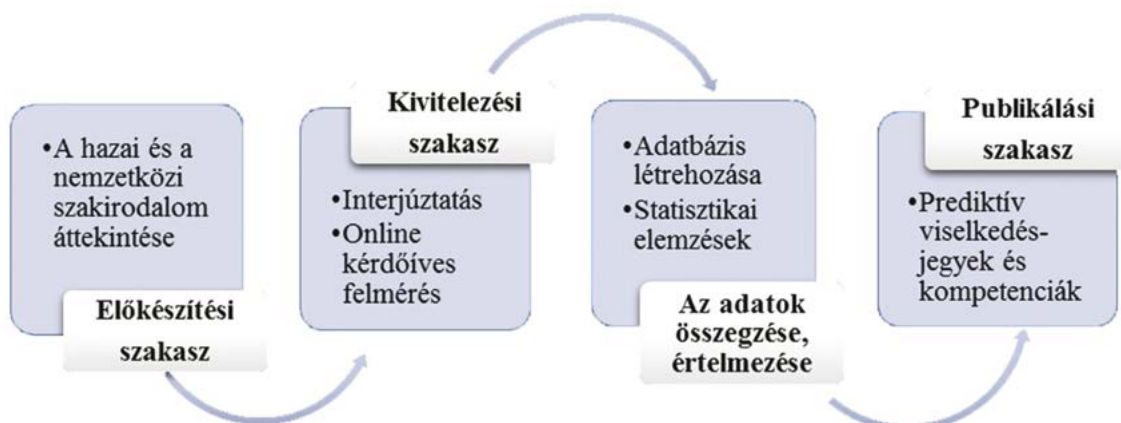 •A hazai és a
nemzetközi
szakirodalom
áttekintése
Előkészítési
szakasz
Kivitelezési
szakasz
•Interjúztatás
•Online
kérdőíves
felmérés
•Adatbázis
létrehozása
•Statisztikai
elemzések
Az adatok
összegzése,
értelmezése
Publikálási
szakasz
•Prediktív
viselkedés-
jegyek és
kompetenciák